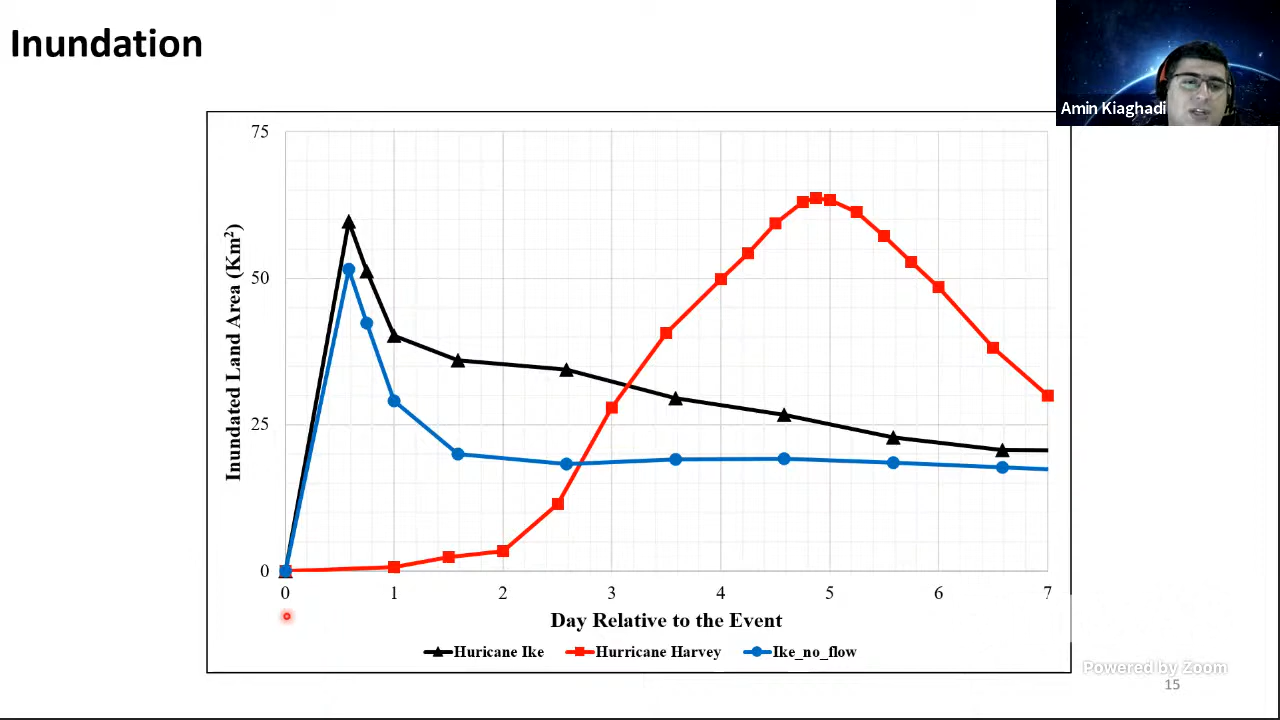 Inundation
Amin Kiaghadi
75
50
25
0
Inundated Land Area (Km²)
0 1 2 3 4 5 6 7
Day Relative to the Event
Huricane Ike Hurricane Harvey Ike_no_flow
Powered by Zoom
15